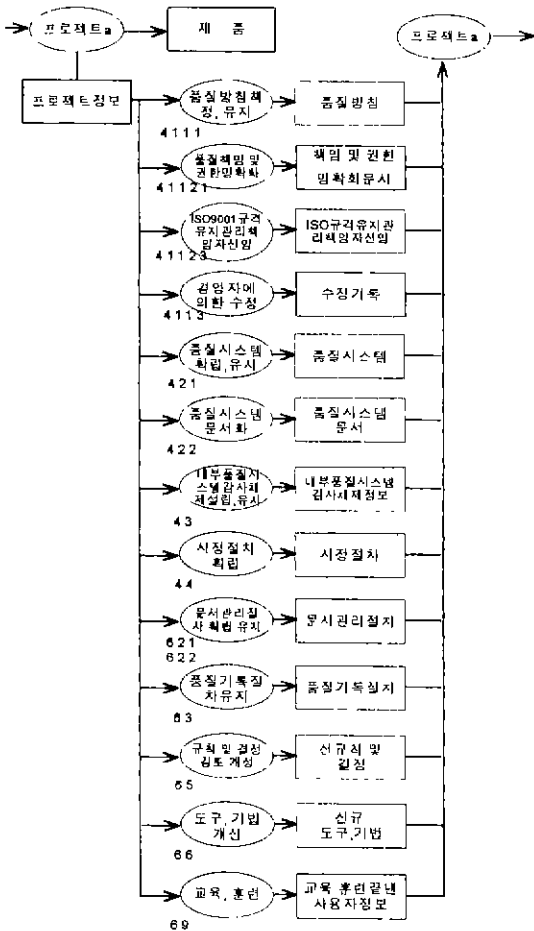 프로젝트a
제 품
프로젝트a
프로젝트정보
품질방침책
정, 유지
품질방침
4111
품질책임 및
권한명확화
책임 및 권한
명확화문서
41121
ISO9001규격
유지관리책
임자선임
ISO규격유지관
리책임자선임
41123
경영자에
의한 수정
수정기록
4113
품질시스템
확립,유지
품질시스템
421
품질시스템
문서화
품질시스템
문서
422
내부품질시
스템감사체
제설립,유지
내부품질시스템
감사체제정보
43
시정절차
확립
시정절차
44
문서관리절
차 확립 유지
문서관리절차
621
622
품질기록절
차유지
품질기록절차
63
규칙 및 결정
검토 개성
신규칙 및
결정
65
도구,기법
개선
신규
도구,기법
66
교육, 훈련
교육 훈련끝낸
사용자정보
69